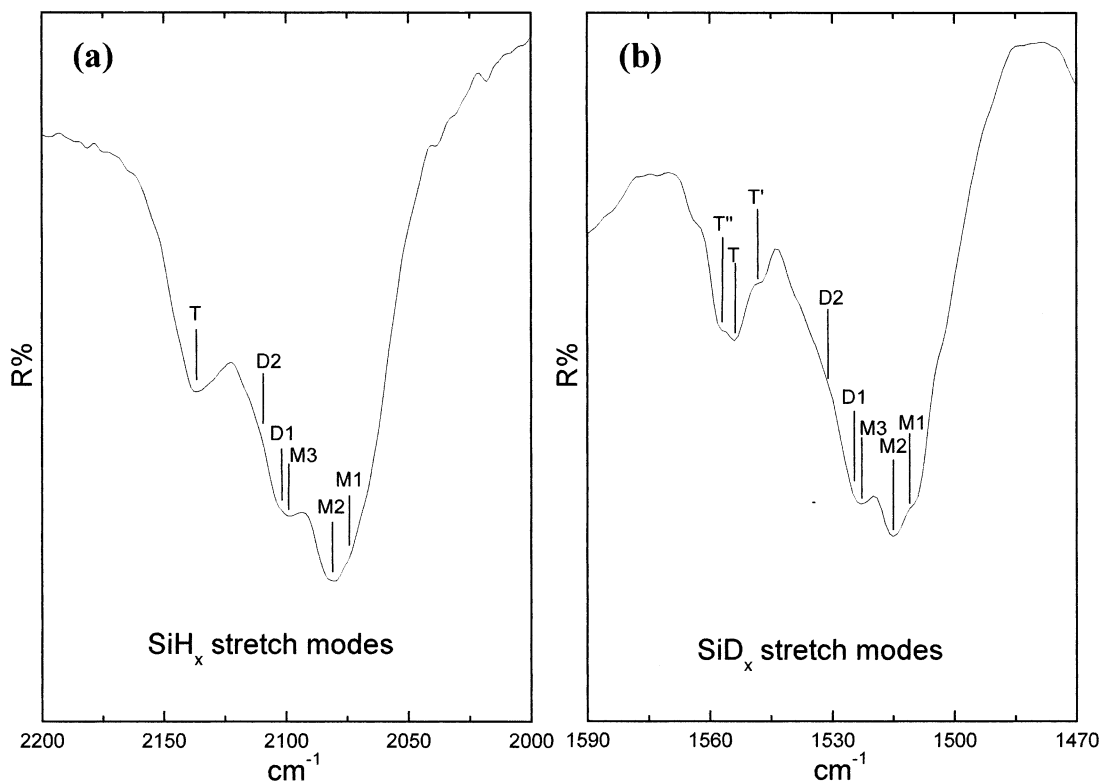 (a)
T
D2
D1
M3
M2
M1
R%
SiHₓ stretch modes
2200 2150 2100 2050 2000
cm⁻¹
(b)
T"
T
T'
D2
D1
M3
M2
M1
R%
SiDₓ stretch modes
1590 1560 1530 1500 1470
cm⁻¹